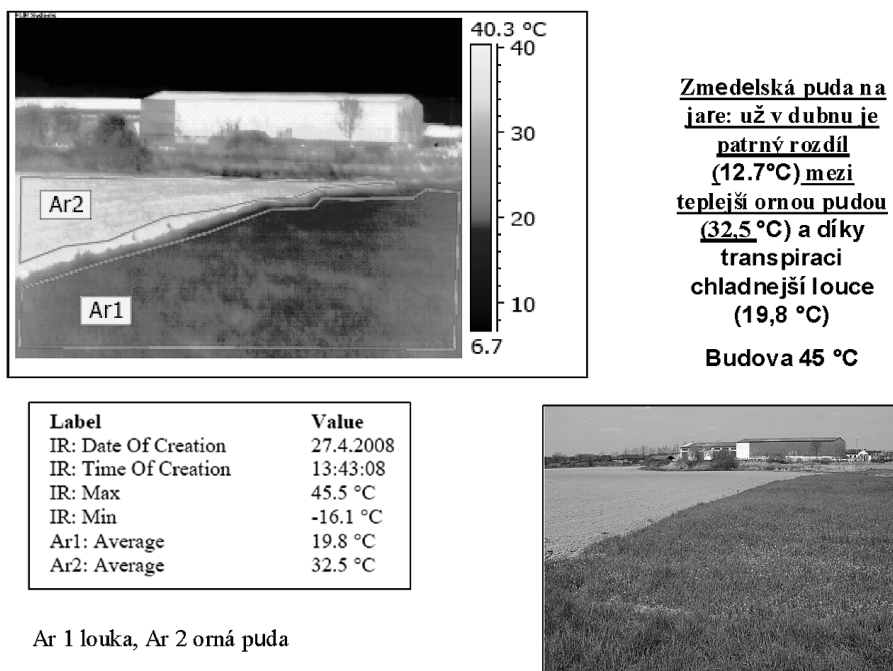 FLIR Systems
40.3 °C
40
30
20
10
6.7
Ar2
Ar1
Zmedelská puda na
jare: už v dubnu je
patrný rozdíl
(12.7°C) mezi
teplejší ornou pudou
(32,5 °C) a díky
transpiraci
chladnejší louce
(19,8 °C)
Budova 45 °C
Label Value
IR: Date Of Creation 27.4.2008
IR: Time Of Creation 13:43:08
IR: Max 45.5 °C
IR: Min -16.1 °C
Ar1: Average 19.8 °C
Ar2: Average 32.5 °C
Ar 1 louka, Ar 2 orná puda